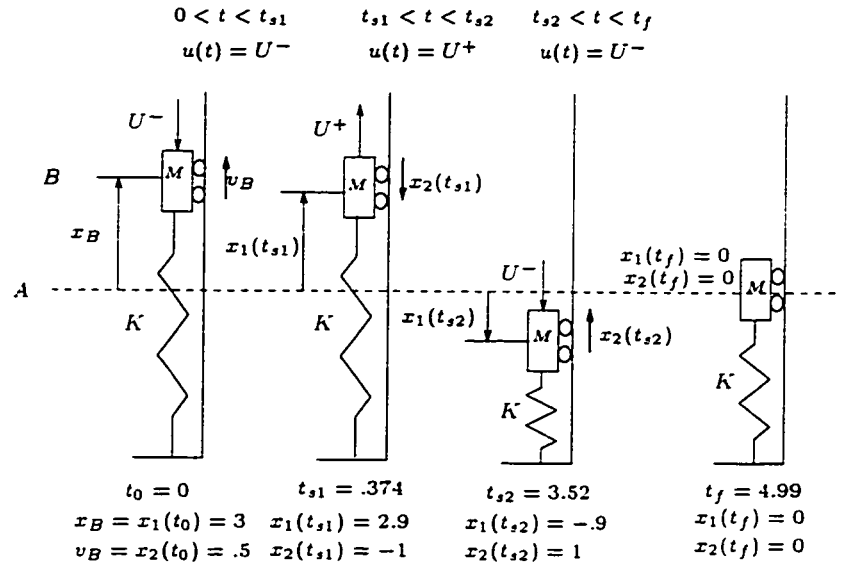 0 < t < t_{s1} t_{s1} < t < t_{s2} t_{s2} < t < t_f
u(t) = U^- u(t) = U^+ u(t) = U^-
U^- U^+
B M v_B M x_2(t_{s1})
x_B x_1(t_{s1})
x_1(t_f) = 0
U^- x_2(t_f) = 0
A M
K K x_1(t_{s2}) M x_2(t_{s2})
K K
t_0 = 0 t_{s1} = .374 t_{s2} = 3.52 t_f = 4.99
x_B = x_1(t_0) = 3 x_1(t_{s1}) = 2.9 x_1(t_{s2}) = -.9 x_1(t_f) = 0
v_B = x_2(t_0) = .5 x_2(t_{s1}) = -1 x_2(t_{s2}) = 1 x_2(t_f) = 0